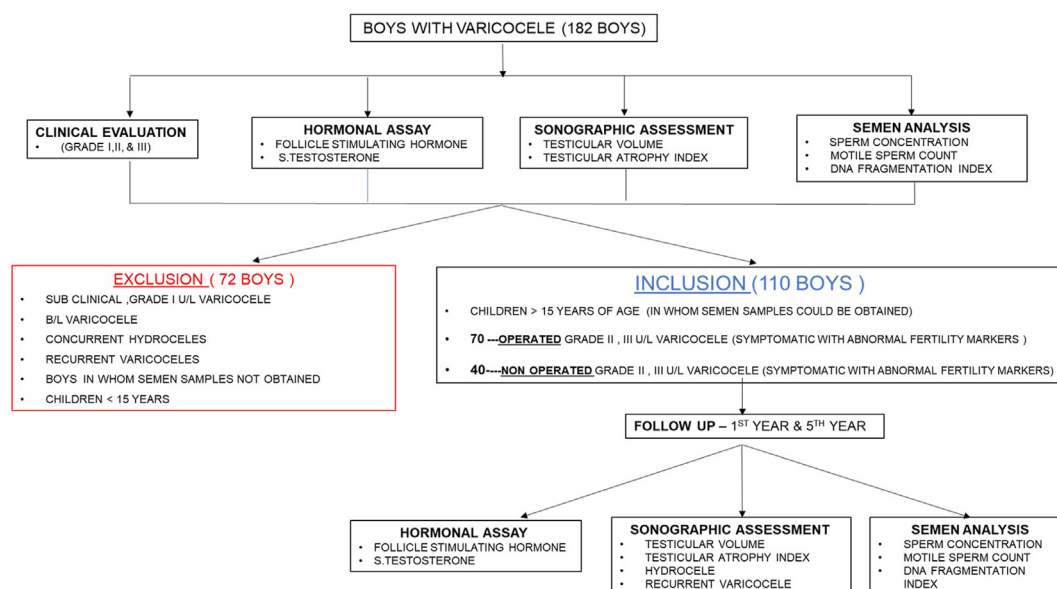 BOYS WITH VARICOCELE (182 BOYS)
CLINICAL EVALUATION
• (GRADE I,II, & III)
HORMONAL ASSAY
• FOLLICLE STIMULATING HORMONE
• S.TESTOSTERONE
SONOGRAPHIC ASSESSMENT
• TESTICULAR VOLUME
• TESTICULAR ATROPHY INDEX
SEMEN ANALYSIS
• SPERM CONCENTRATION
• MOTILE SPERM COUNT
• DNA FRAGMENTATION INDEX
EXCLUSION ( 72 BOYS )
• SUB CLINICAL ,GRADE I U/L VARICOCELE
• B/L VARICOCELE
• CONCURRENT HYDROCELES
• RECURRENT VARICOCELES
• BOYS IN WHOM SEMEN SAMPLES NOT OBTAINED
• CHILDREN < 15 YEARS
INCLUSION (110 BOYS )
• CHILDREN > 15 YEARS OF AGE (IN WHOM SEMEN SAMPLES COULD BE OBTAINED)
• 70 ---OPERATED GRADE II , III U/L VARICOCELE (SYMPTOMATIC WITH ABNORMAL FERTILITY MARKERS )
• 40----NON OPERATED GRADE II , III U/L VARICOCELE (SYMPTOMATIC WITH ABNORMAL FERTILITY MARKERS)
FOLLOW UP – 1ST YEAR & 5TH YEAR
HORMONAL ASSAY
• FOLLICLE STIMULATING HORMONE
• S.TESTOSTERONE
SONOGRAPHIC ASSESSMENT
• TESTICULAR VOLUME
• TESTICULAR ATROPHY INDEX
• HYDROCELE
• RECURRENT VARICOCELE
SEMEN ANALYSIS
• SPERM CONCENTRATION
• MOTILE SPERM COUNT
• DNA FRAGMENTATION
INDEX